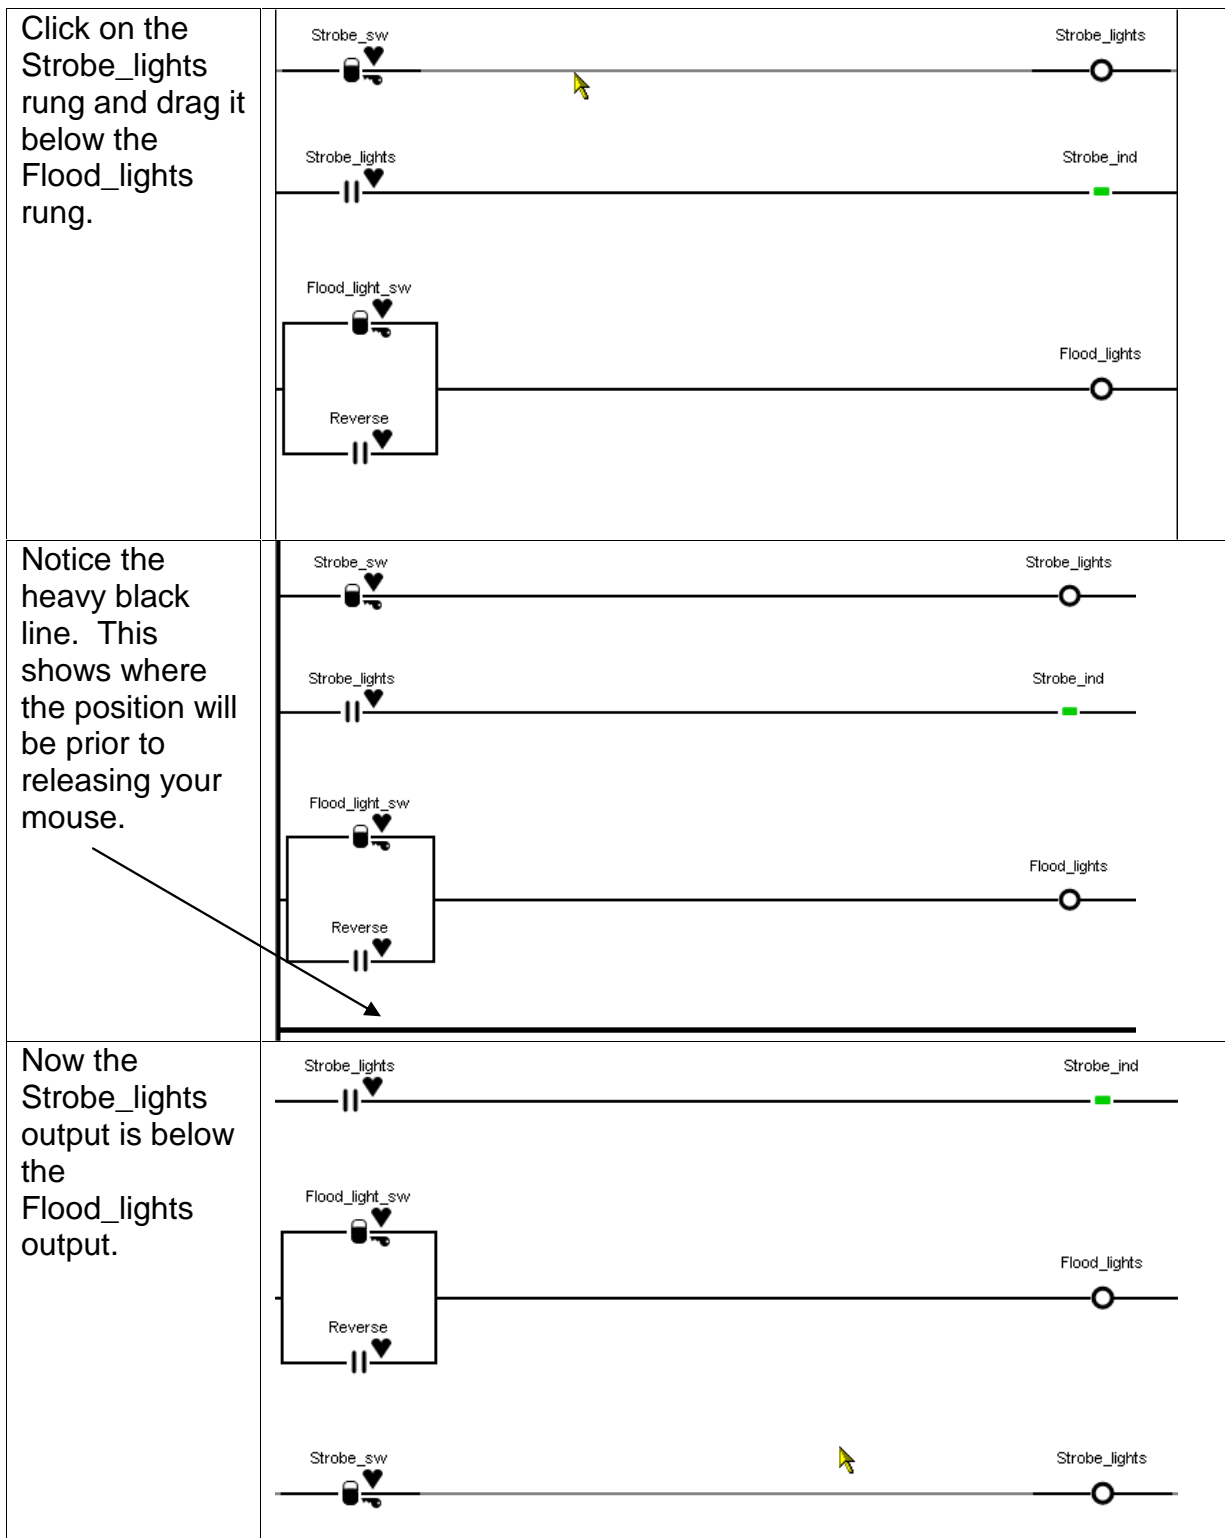 Click on the
Strobe_lights
rung and drag it
below the
Flood_lights
rung.
Strobe_sw
Strobe_lights
Strobe_lights
Strobe_ind
Flood_light_sw
Flood_lights
Reverse
Notice the
heavy black
line. This
shows where
the position will
be prior to
releasing your
mouse.
Strobe_sw
Strobe_lights
Strobe_lights
Strobe_ind
Flood_light_sw
Flood_lights
Reverse
Now the
Strobe_lights
output is below
the
Flood_lights
output.
Strobe_lights
Strobe_ind
Flood_light_sw
Flood_lights
Reverse
Strobe_sw
Strobe_lights